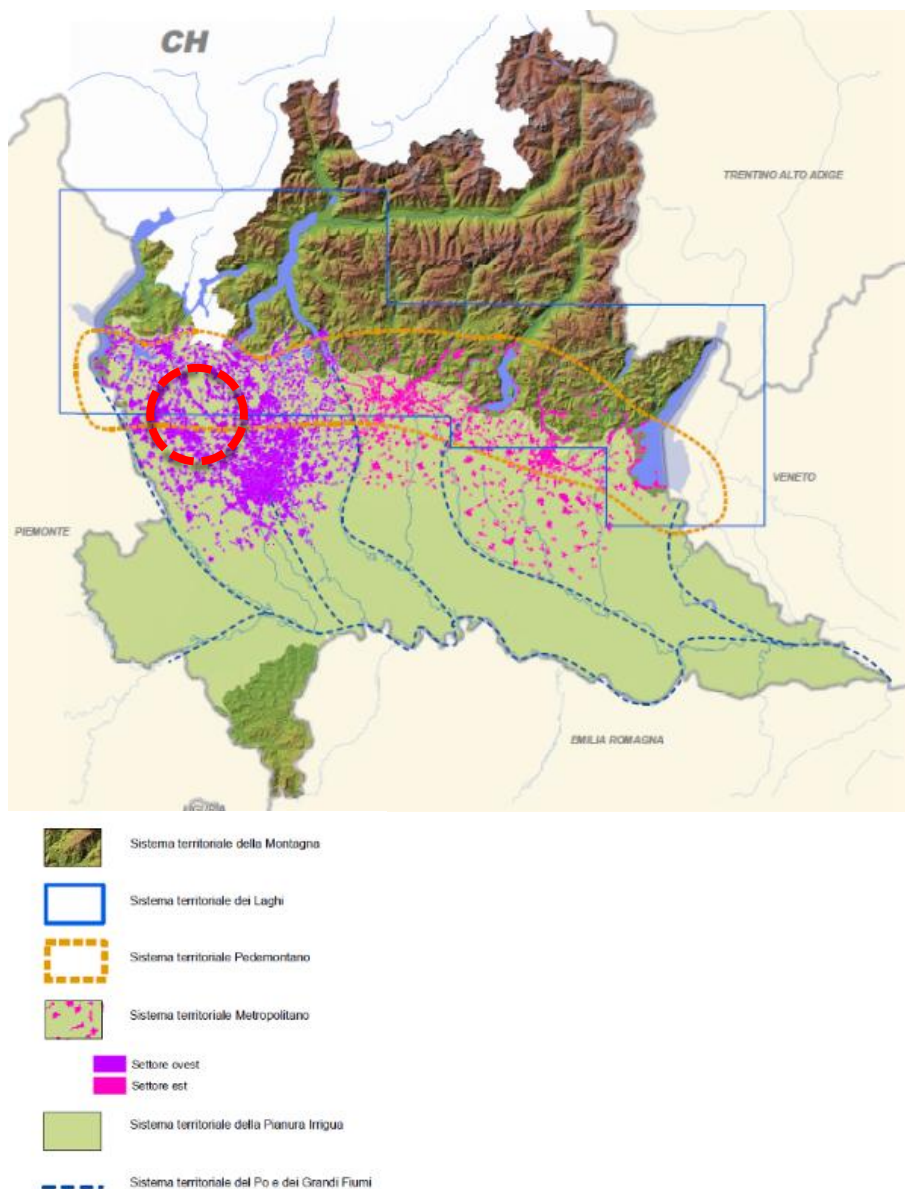 CH
TRENTINO ALTO ADIGE
VENETO
PIEMONTE
EMILIA ROMAGNA
LIGURIA
Sistema territoriale della Montagna
Sistema territoriale dei Laghi
Sistema territoriale Pedemontano
Sistema territoriale Metropolitano
Settore ovest
Settore est
Sistema territoriale della Pianura Irrigua
Sistema territoriale del Po e dei Grandi Fiumi